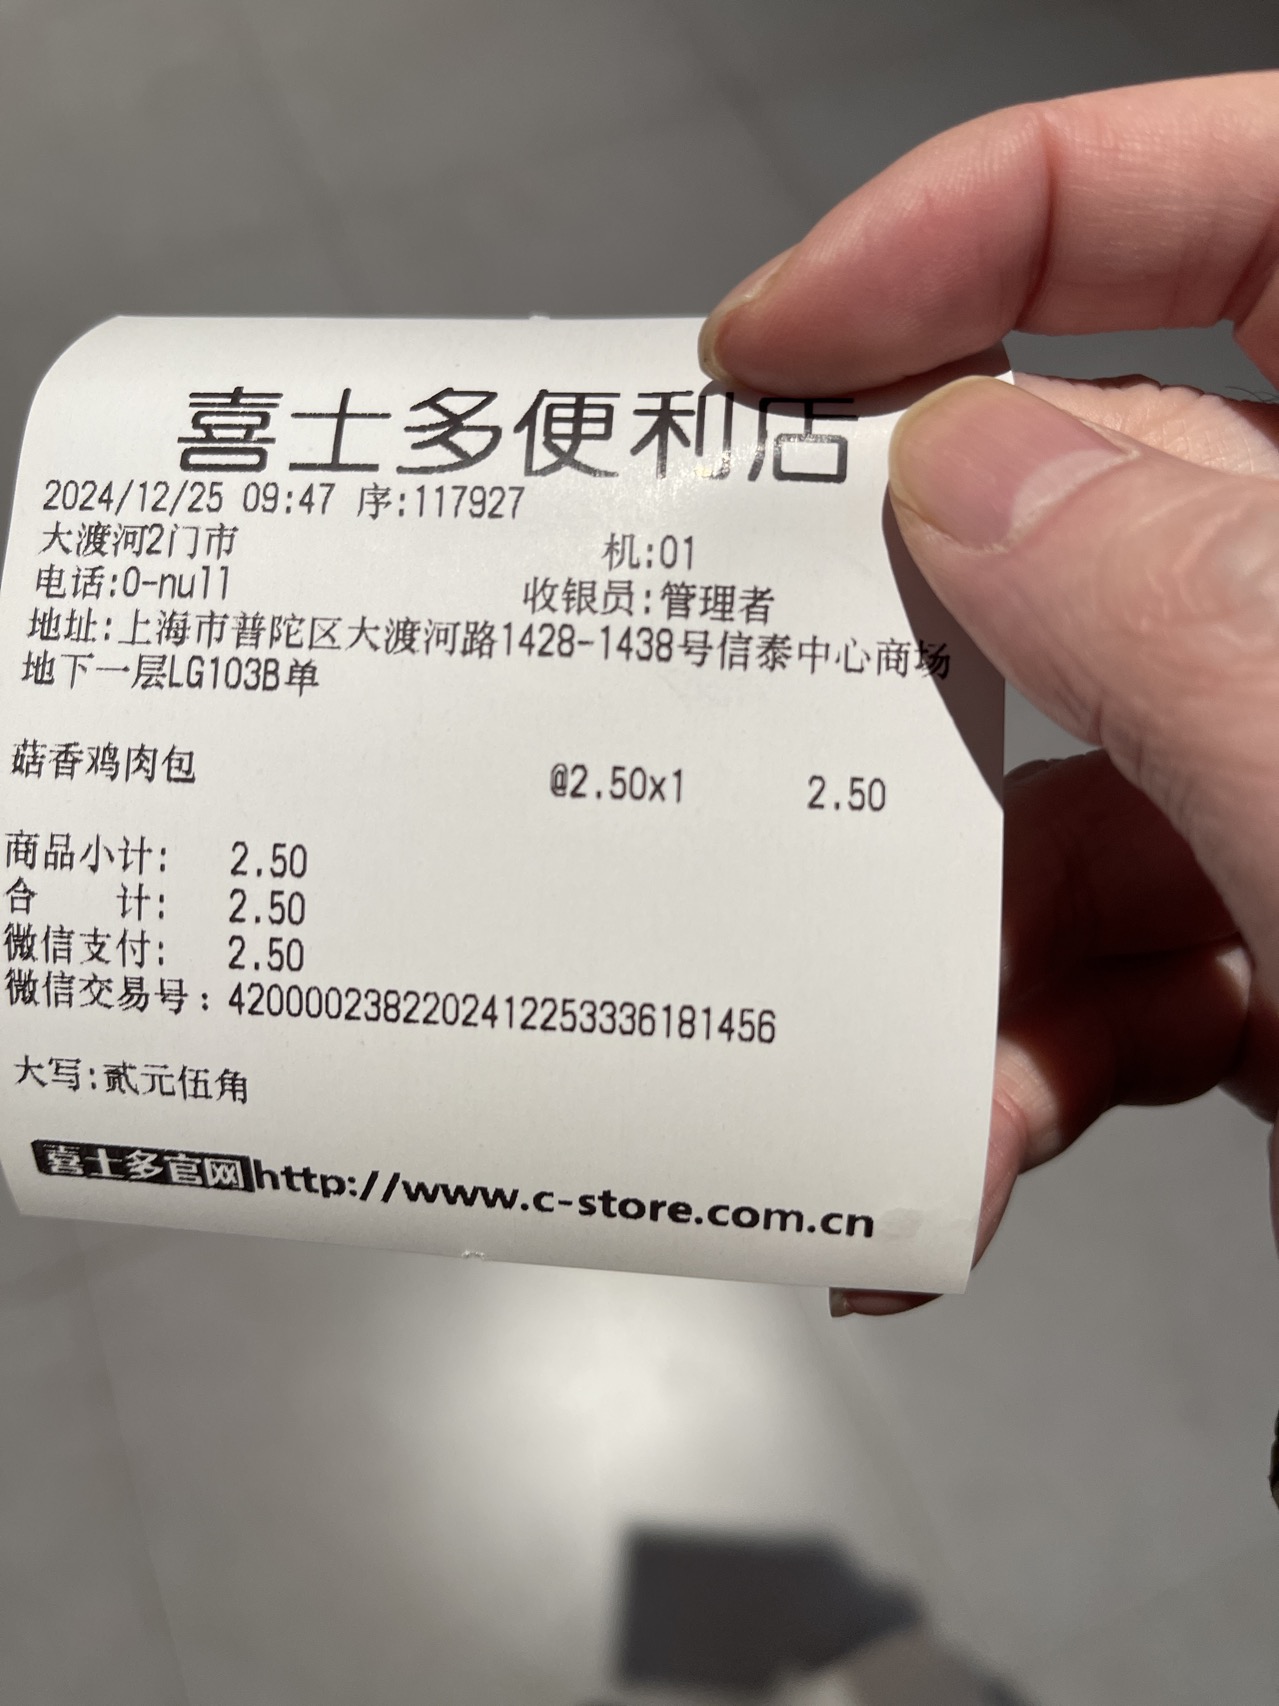 喜士多便利店
2024/12/25 09:47 序:117927
大渡河2门市 机:01
电话:0-null 收银员:管理者
地址:上海市普陀区大渡河路1428-1438号信泰中心商场
地下一层LG103B单
菇香鸡肉包 @2.50x1 2.50
商品小计: 2.50
合 计: 2.50
微信支付: 2.50
微信交易号:4200002382202412253336181456
大写:贰元伍角
喜士多官网http://www.c-store.com.cn